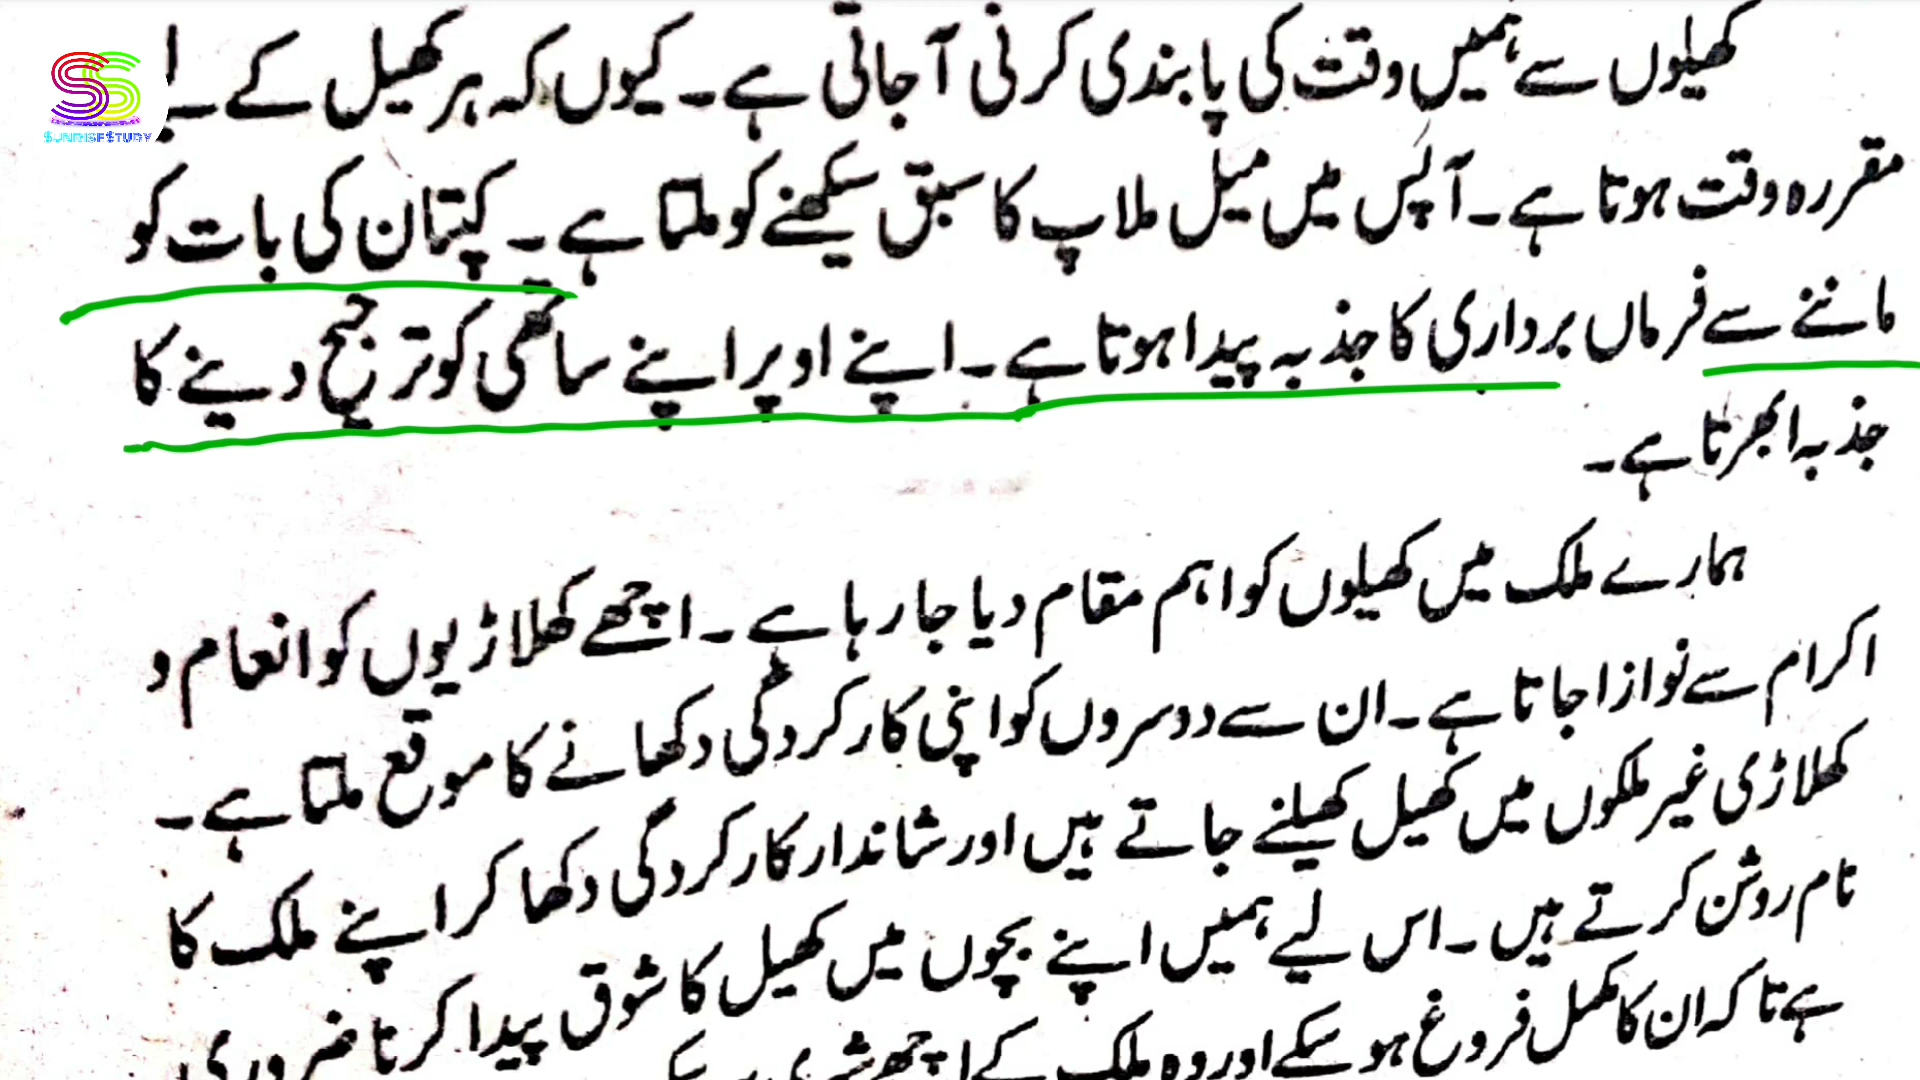 SUNRISESTUDY
کھیلوں سے ہمیں وقت کی پابندی کرنی آجاتی ہے۔ کیوں کہ ہر کھیل کے
مقررہ وقت ہوتا ہے۔ آپس میں میل ملاپ کا سبق سیکھنے کو ملتا ہے۔ کپتان کی بات کو
ماننے سے فرماں برداری کا جذبہ پیدا ہوتا ہے۔ اپنے اوپر اپنے ساتھی کو ترجیح دینے کا
جذبہ ابھرتا ہے۔
ہمارے ملک میں کھیلوں کو اہم مقام دیا جا رہا ہے۔ اچھے کھلاڑیوں کو انعام و
اکرام سے نوازا جاتا ہے۔ ان سے دوسروں کو اپنی کارکردگی دکھانے کا موقع ملتا ہے۔
کھلاڑی غیر ملکوں میں کھیل کھیلنے جاتے ہیں اور شاندار کارکردگی دکھا کر اپنے ملک کا
نام روشن کرتے ہیں۔ اس لیے ہمیں اپنے بچوں میں کھیل کا شوق پیدا کرنا ضروری
ہے تاکہ ان کا مکمل فروغ ہو سکے اور وہ ملک کے اچھے شہری